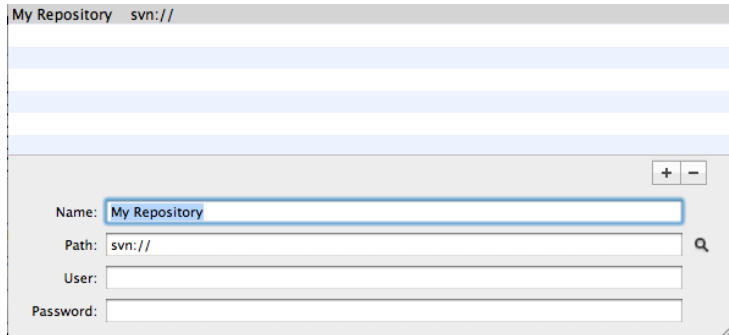 My Repository svn://
+ -
Name: My Repository
Path: svn://
User:
Password: